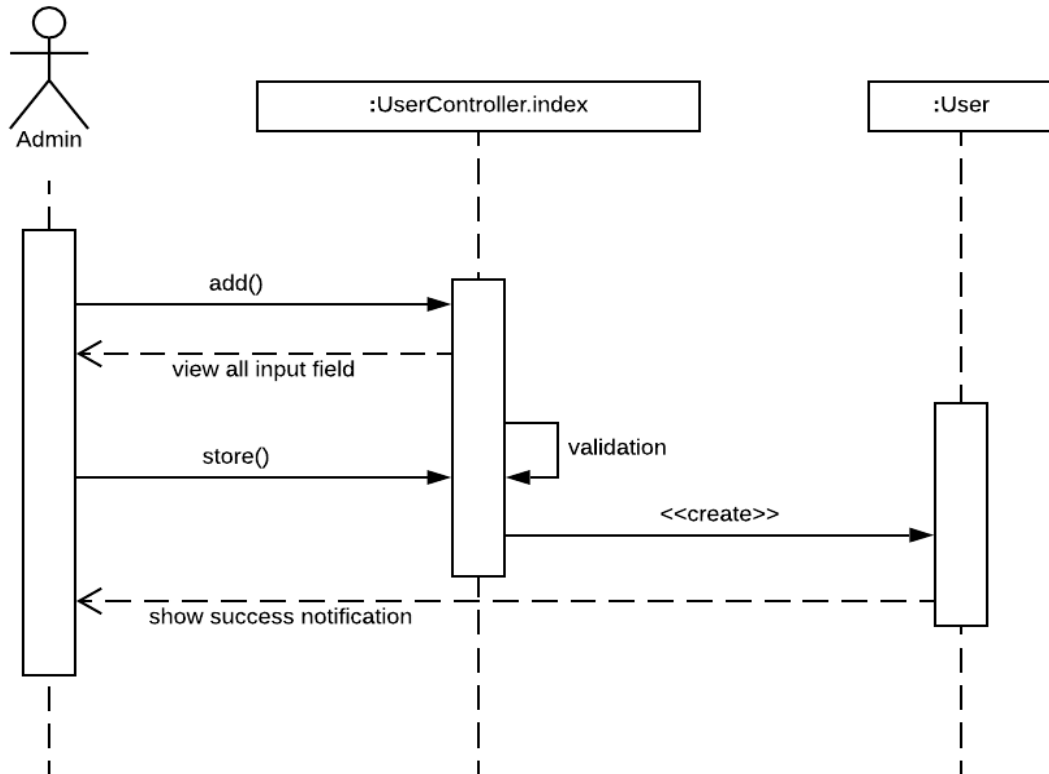 Admin
:UserController.index
:User
add()
view all input field
validation
store()
<<create>>
show success notification